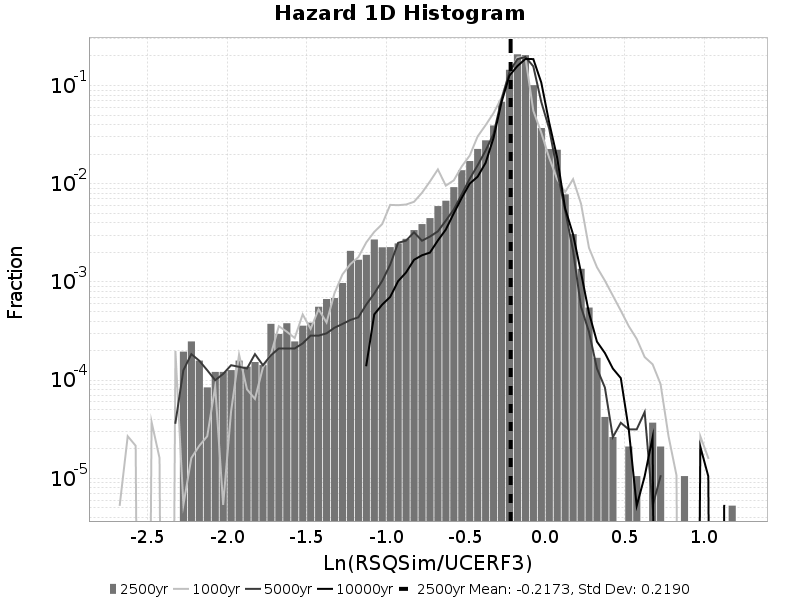 Hazard 1D Histogram
Fraction
10-1
10-2
10-3
10-4
10-5
-2.5 -2.0 -1.5 -1.0 -0.5 0.0 0.5 1.0
Ln(RSQSim/UCERF3)
2500yr 1000yr 5000yr 10000yr 2500yr Mean: -0.2173, Std Dev: 0.2190